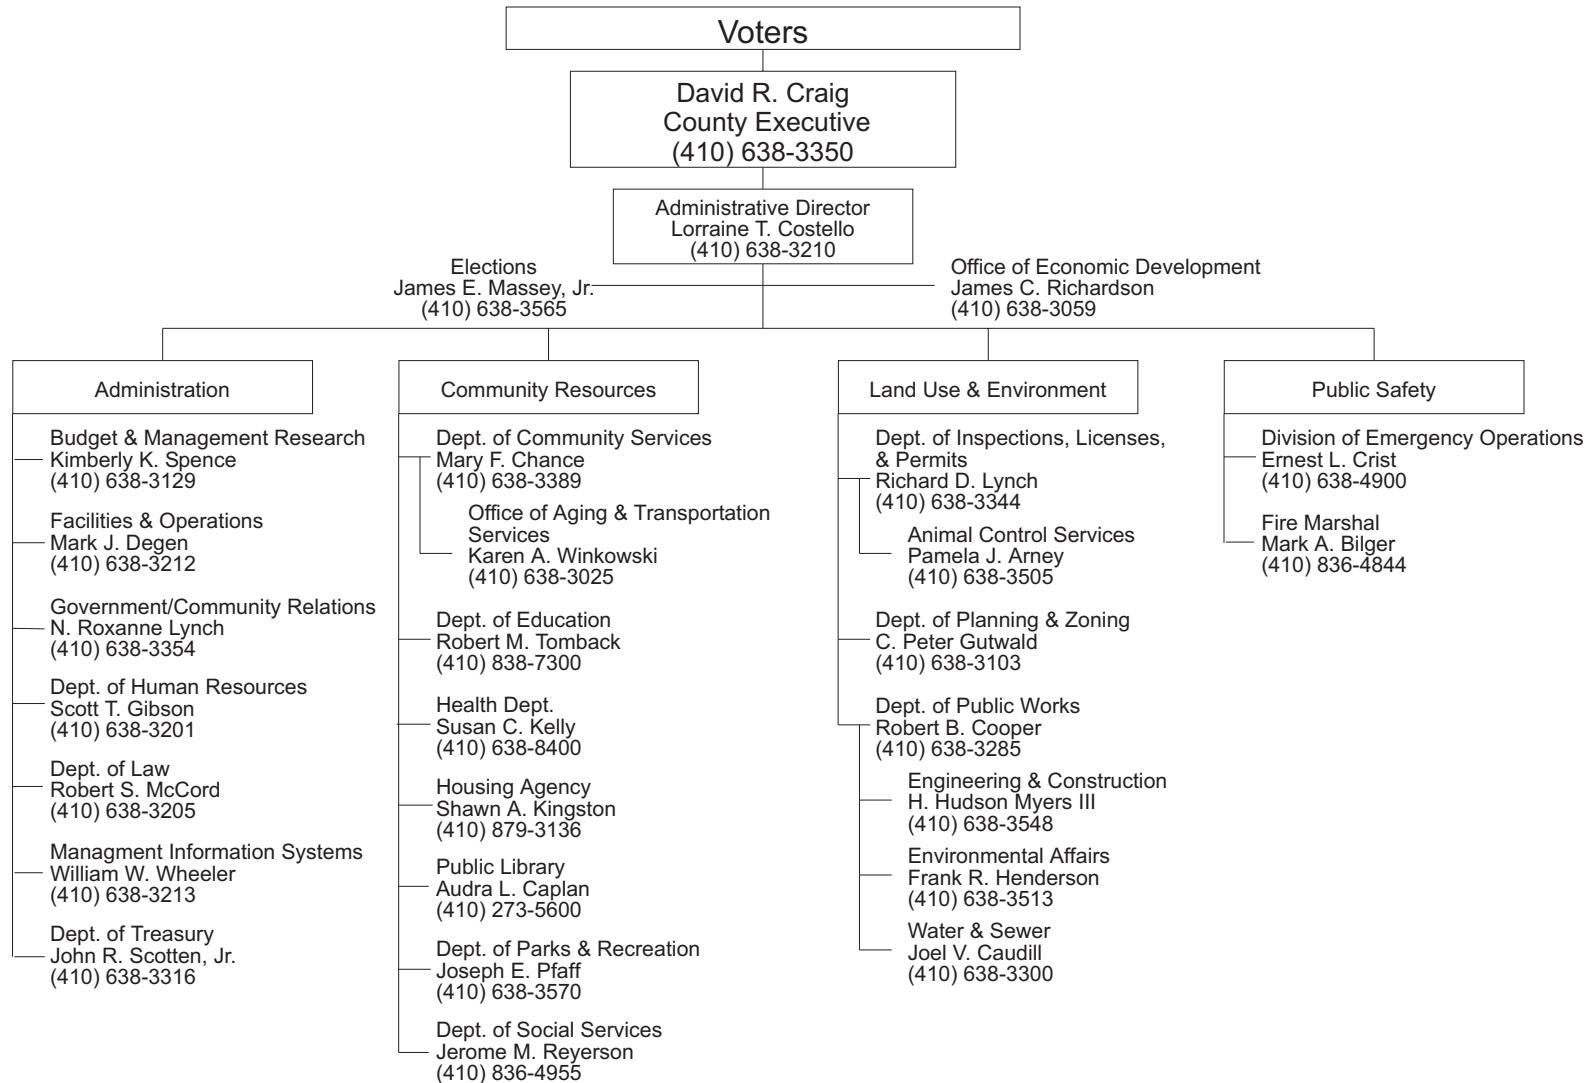 Voters
David R. Craig
County Executive
(410) 638-3350
Administrative Director
Lorraine T. Costello
(410) 638-3210
Elections
James E. Massey, Jr.
(410) 638-3565
Office of Economic Development
James C. Richardson
(410) 638-3059
Administration
Budget & Management Research
Kimberly K. Spence
(410) 638-3129
Facilities & Operations
Mark J. Degen
(410) 638-3212
Government/Community Relations
N. Roxanne Lynch
(410) 638-3354
Dept. of Human Resources
Scott T. Gibson
(410) 638-3201
Dept. of Law
Robert S. McCord
(410) 638-3205
Managment Information Systems
William W. Wheeler
(410) 638-3213
Dept. of Treasury
John R. Scotten, Jr.
(410) 638-3316
Community Resources
Dept. of Community Services
Mary F. Chance
(410) 638-3389
Office of Aging & Transportation
Services
Karen A. Winkowski
(410) 638-3025
Dept. of Education
Robert M. Tomback
(410) 838-7300
Health Dept.
Susan C. Kelly
(410) 638-8400
Housing Agency
Shawn A. Kingston
(410) 879-3136
Public Library
Audra L. Caplan
(410) 273-5600
Dept. of Parks & Recreation
Joseph E. Pfaff
(410) 638-3570
Dept. of Social Services
Jerome M. Reyerson
(410) 836-4955
Land Use & Environment
Dept. of Inspections, Licenses,
& Permits
Richard D. Lynch
(410) 638-3344
Animal Control Services
Pamela J. Arney
(410) 638-3505
Dept. of Planning & Zoning
C. Peter Gutwald
(410) 638-3103
Dept. of Public Works
Robert B. Cooper
(410) 638-3285
Engineering & Construction
H. Hudson Myers III
(410) 638-3548
Environmental Affairs
Frank R. Henderson
(410) 638-3513
Water & Sewer
Joel V. Caudill
(410) 638-3300
Public Safety
Division of Emergency Operations
Ernest L. Crist
(410) 638-4900
Fire Marshal
Mark A. Bilger
(410) 836-4844